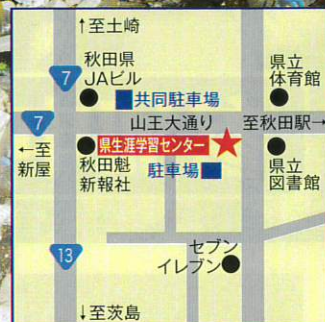 ↑至土崎
秋田県
JAビル
7
共同駐車場
県立
体育館
7
山王大通り
至秋田駅→
←至
新屋
県生涯学習センター
秋田魁
新報社
駐車場
県立
図書館
13
セブン
イレブン
↓至茨島